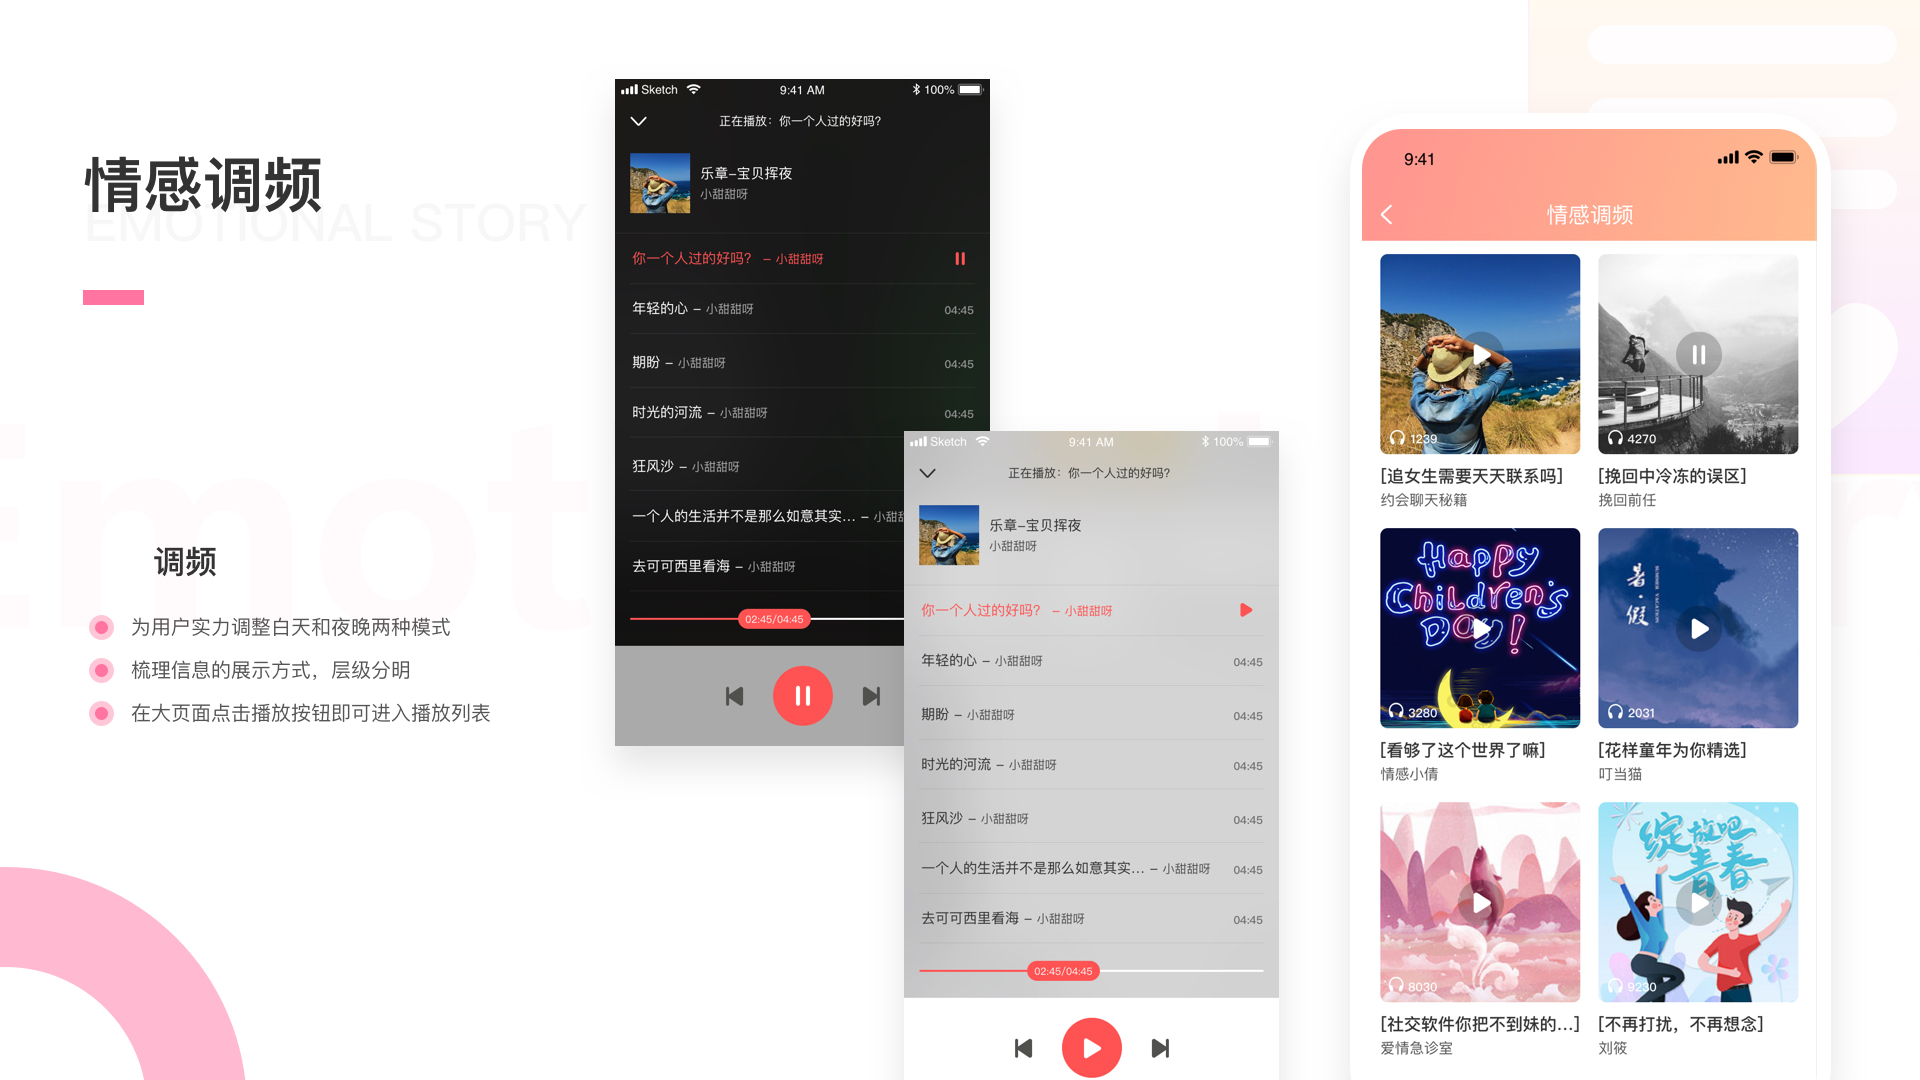 情感调频
EMOTIONAL STORY
Emot
调频
为用户实力调整白天和夜晚两种模式
梳理信息的展示方式，层级分明
在大页面点击播放按钮即可进入播放列表
Sketch 9:41 AM 100%
正在播放：你一个人过的好吗?
乐章-宝贝挥夜
小甜甜呀
你一个人过的好吗? - 小甜甜呀
年轻的心 - 小甜甜呀 04:45
期盼 - 小甜甜呀 04:45
时光的河流 - 小甜甜呀 04:45
狂风沙 - 小甜甜呀
一个人的生活并不是那么如意其实... - 小甜
去可可西里看海 - 小甜甜呀
02:45/04:45
Sketch 9:41 AM 100%
正在播放：你一个人过的好吗?
乐章-宝贝挥夜
小甜甜呀
你一个人过的好吗? - 小甜甜呀
年轻的心 - 小甜甜呀 04:45
期盼 - 小甜甜呀 04:45
时光的河流 - 小甜甜呀 04:45
狂风沙 - 小甜甜呀 04:45
一个人的生活并不是那么如意其实... - 小甜甜呀 04:45
去可可西里看海 - 小甜甜呀 04:45
02:45/04:45
9:41
情感调频
1239
[追女生需要天天联系吗]
约会聊天秘籍
4270
[挽回中冷冻的误区]
挽回前任
Happy
Children's
Day!
3280
[看够了这个世界了嘛]
情感小倩
暑·假
SUMMER VACATION
2031
[花样童年为你精选]
叮当猫
8030
[社交软件你把不到妹的...]
爱情急诊室
绽放吧
青春
9230
[不再打扰，不再想念]
刘筱